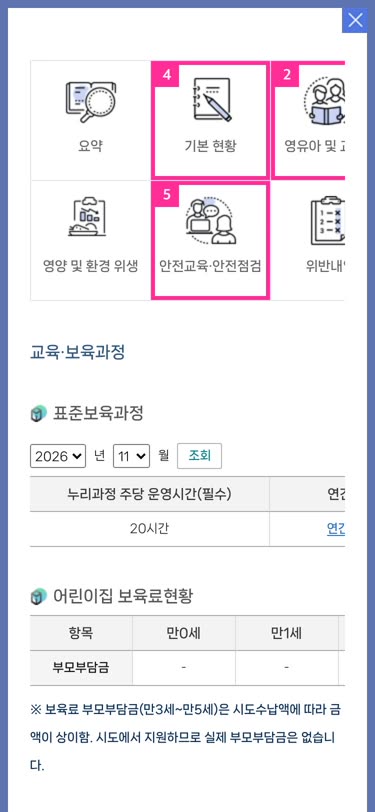 4
2
요약
기본 현황
영유아 및 교
5
영양 및 환경 위생
안전교육·안전점검
위반내
교육·보육과정
표준보육과정
2026 년 11 월 조회
누리과정 주당 운영시간(필수) 연간
20시간 연간
어린이집 보육료현황
항목 만0세 만1세
부모부담금 - -
※ 보육료 부모부담금(만3세~만5세)은 시도수납액에 따라 금
액이 상이함. 시도에서 지원하므로 실제 부모부담금은 없습니
다.